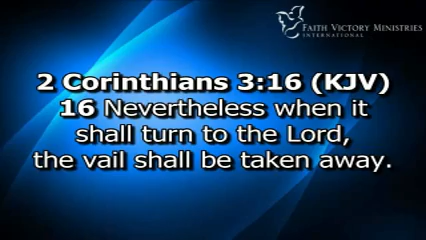 FAITH VICTORY MINISTRIES
INTERNATIONAL
2 Corinthians 3:16 (KJV)
16 Nevertheless when it
shall turn to the Lord,
the vail shall be taken away.